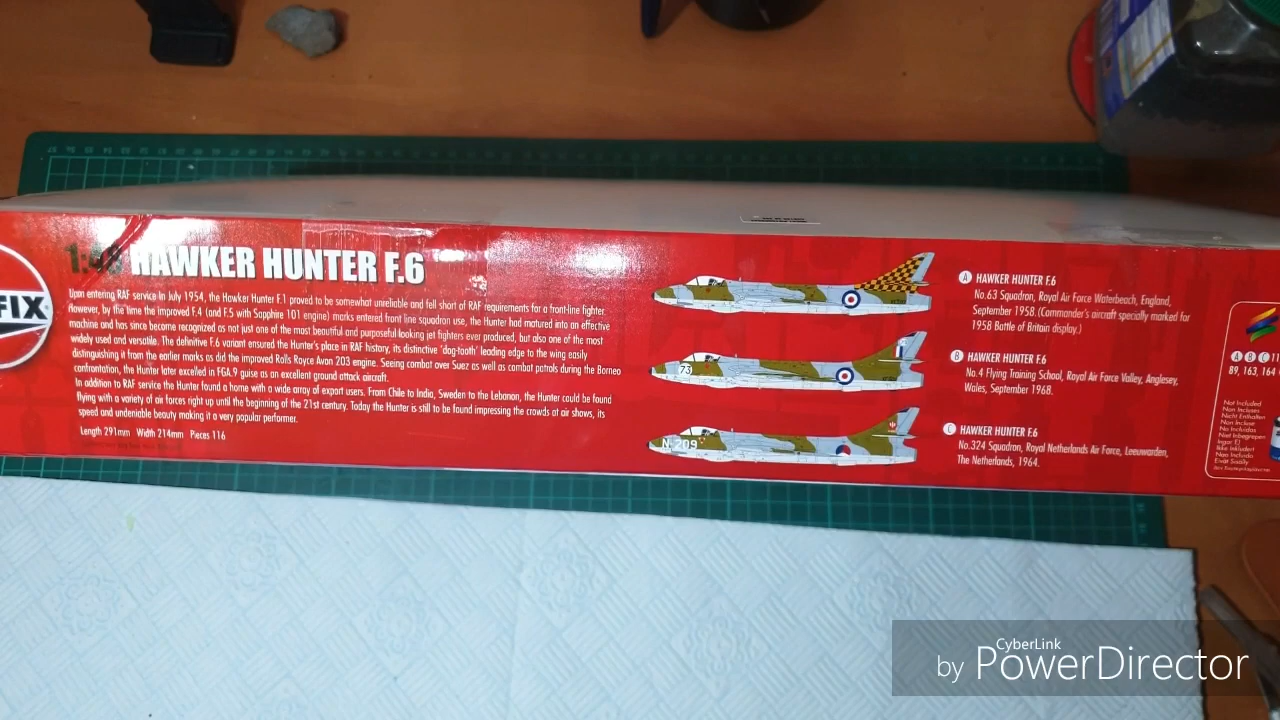 FIX
1:48 HAWKER HUNTER F.6
Upon entering RAF service in July 1954, the Hawker Hunter F.1 proved to be somewhat unreliable and fell short of RAF requirements for a front-line fighter.
However, by the time the improved F.4 (and F.5 with Sapphire 101 engine) marks entered front line squadron use, the Hunter had matured into an effective
machine and has since become recognized as not just one of the most beautiful and purposeful looking jet fighters ever produced, but also one of the most
widely used and versatile. The definitive F.6 variant ensured the Hunter's place in RAF history, its distinctive 'dog-tooth' leading edge to the wing easily
distinguishing it from the earlier marks as did the improved Rolls Royce Avon 203 engine. Seeing combat over Suez as well as combat patrols during the Borneo
confrontation, the Hunter later excelled in FGA.9 guise as an excellent ground attack aircraft.
In addition to RAF service the Hunter found a home with a wide array of export users. From Chile to India, Sweden to the Lebanon, the Hunter could be found
flying with a variety of air forces right up until the beginning of the 21st century. Today the Hunter is still to be found impressing the crowds at air shows, its
speed and undeniable beauty making it a very popular performer.
Length 291mm Width 214mm Pieces 116
A HAWKER HUNTER F.6
No.63 Squadron, Royal Air Force Waterbeach, England,
September 1958. (Commander's aircraft specially marked for
1958 Battle of Britain display.)
73
B HAWKER HUNTER F.6
No.4 Flying Training School, Royal Air Force Valley, Anglesey,
Wales, September 1968.
N-209
C HAWKER HUNTER F.6
No.324 Squadron, Royal Netherlands Air Force, Leeuwarden,
The Netherlands, 1964.
A B C
89, 163, 164
Not Included
Non Incluses
Nicht Enthalten
Non Incluse
No Incluidas
Niet Inbegrepen
Ingar Ej
Ikke Inkludert
Nao Incluido
Eivät Sisälly
CyberLink
by PowerDirector